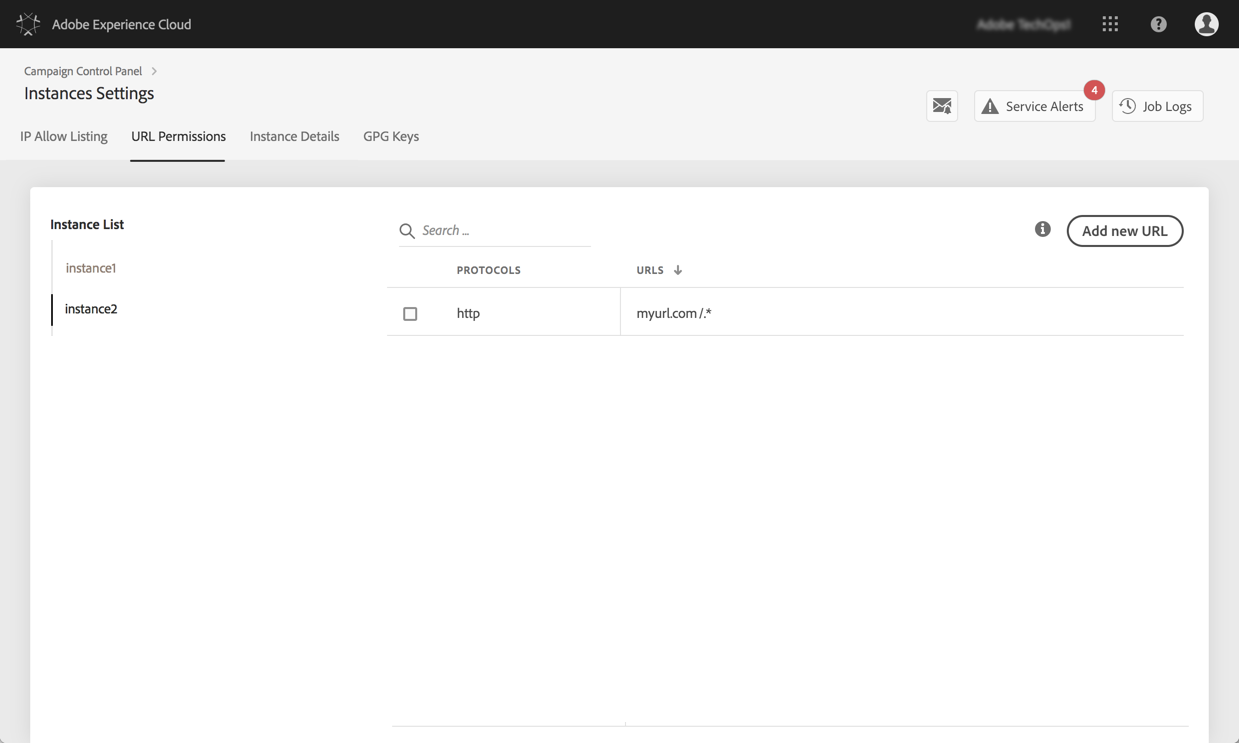 Adobe Experience Cloud
Campaign Control Panel
Instances Settings
4
Service Alerts
Job Logs
IP Allow Listing
URL Permissions
Instance Details
GPG Keys
Instance List
instance1
instance2
Search ...
Add new URL
PROTOCOLS
URLS
http
myurl.com/.*